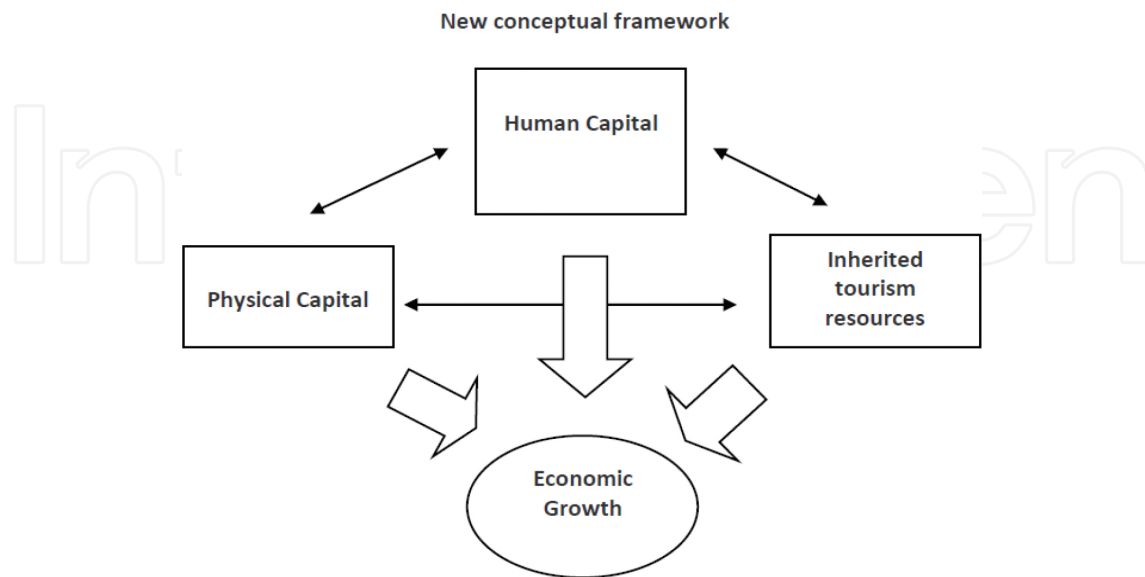 New conceptual framework
Human Capital
Physical Capital
Inherited
tourism
resources
Economic
Growth